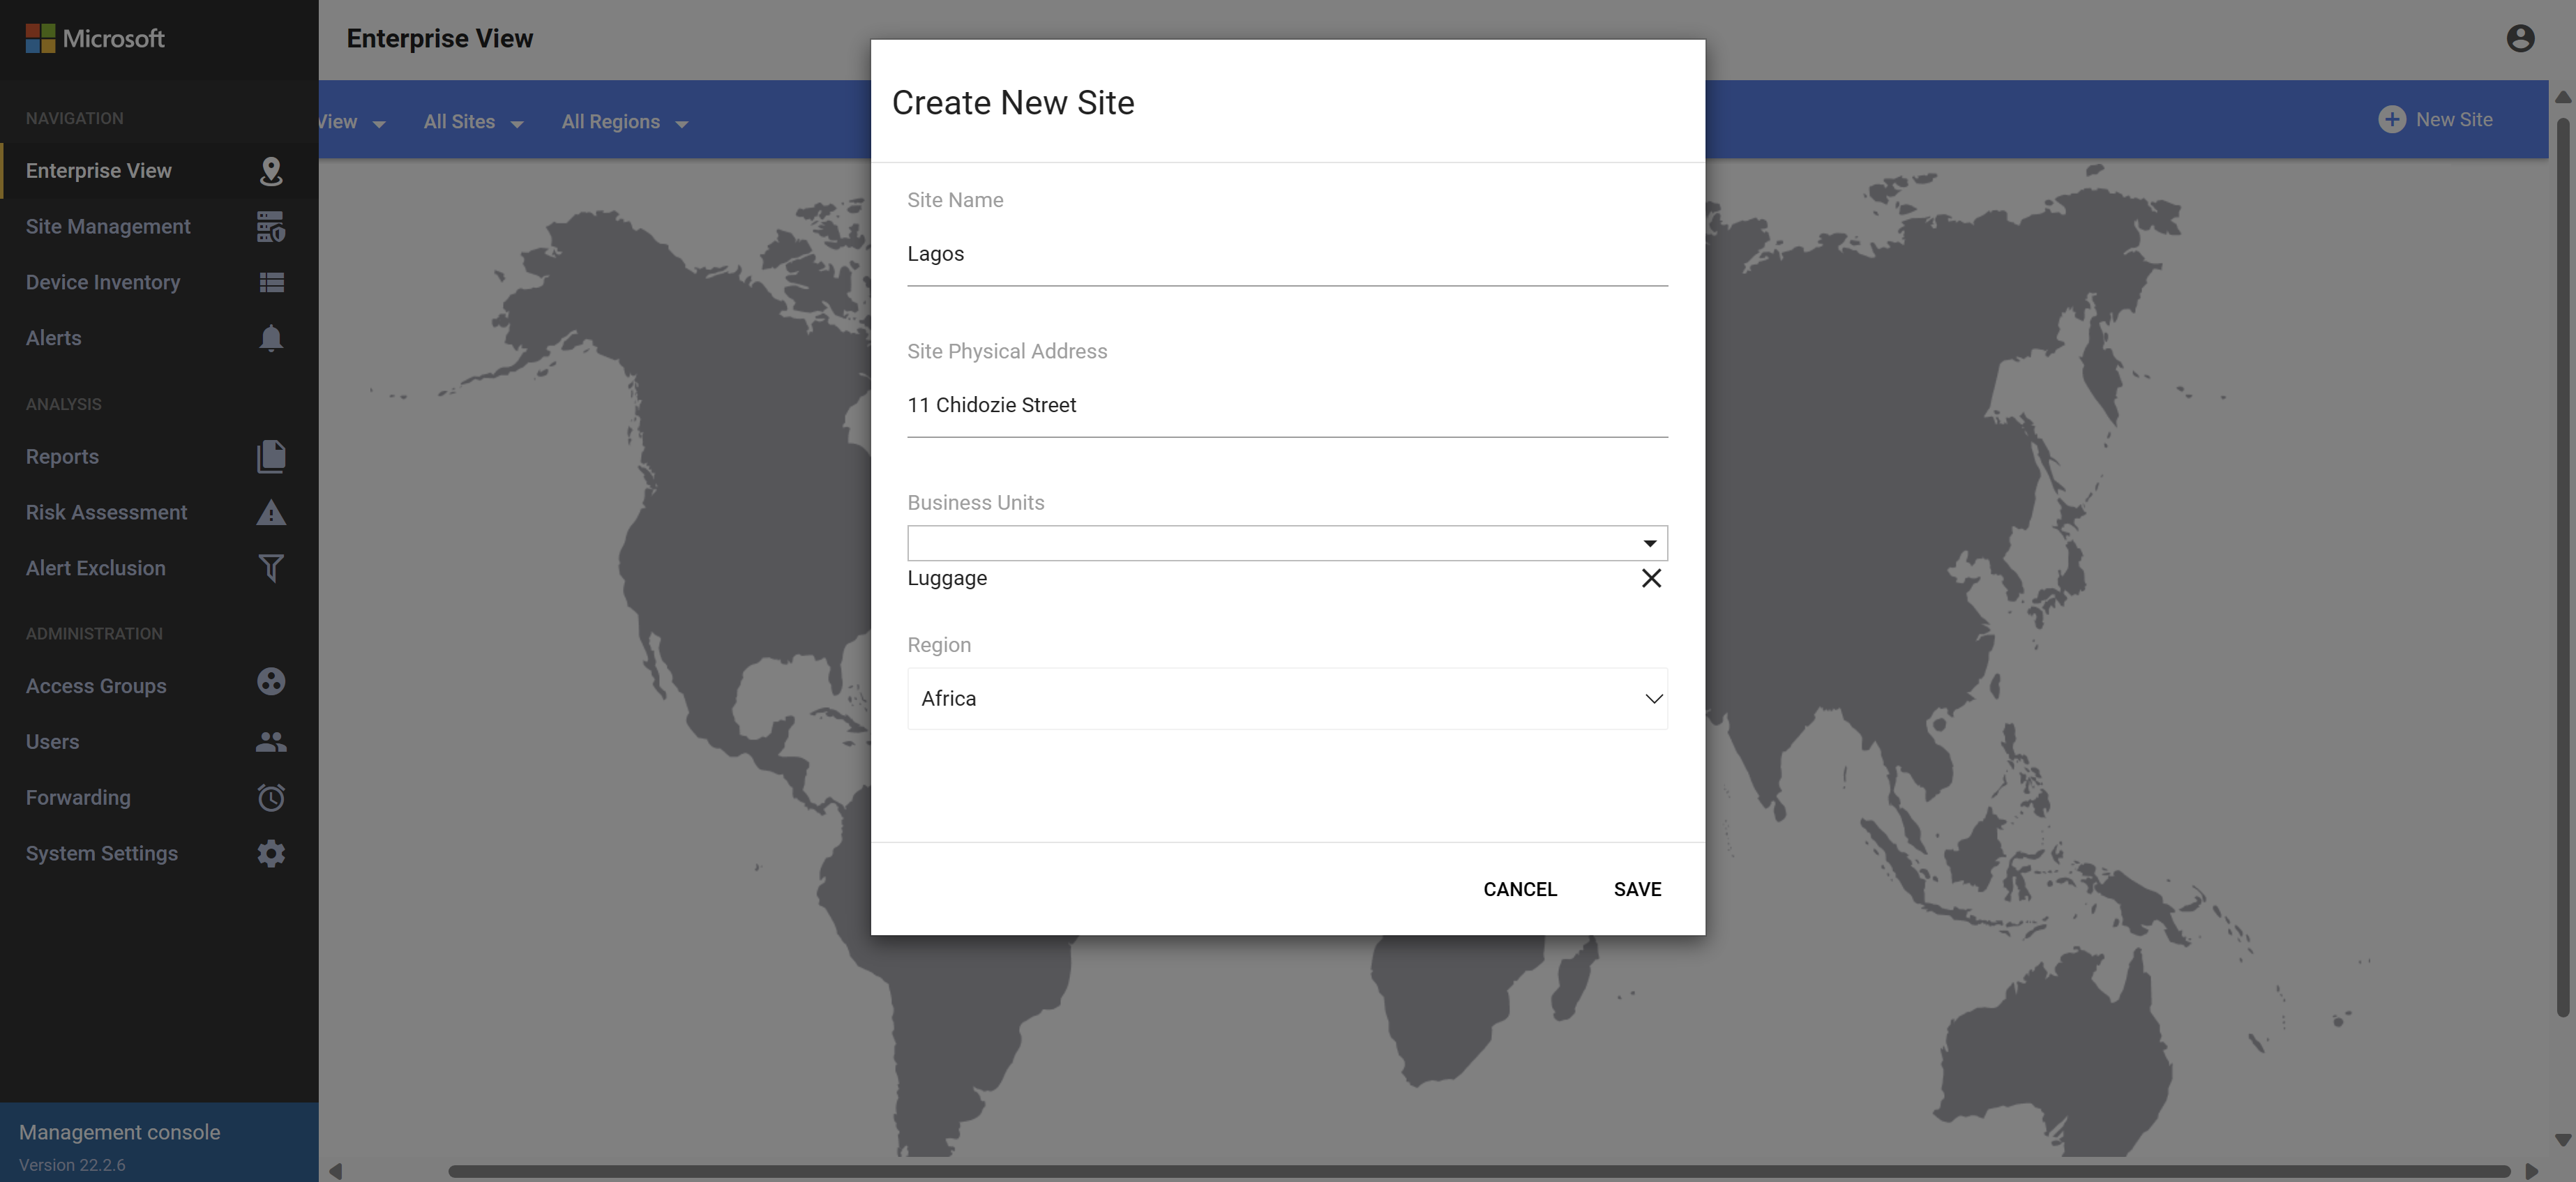 Microsoft
Enterprise View
NAVIGATION
Enterprise View
Site Management
Device Inventory
Alerts
ANALYSIS
Reports
Risk Assessment
Alert Exclusion
ADMINISTRATION
Access Groups
Users
Forwarding
System Settings
Management console
Version 22.2.6
View
All Sites
All Regions
New Site
Create New Site
Site Name
Lagos
Site Physical Address
11 Chidozie Street
Business Units
Luggage
Region
Africa
CANCEL
SAVE